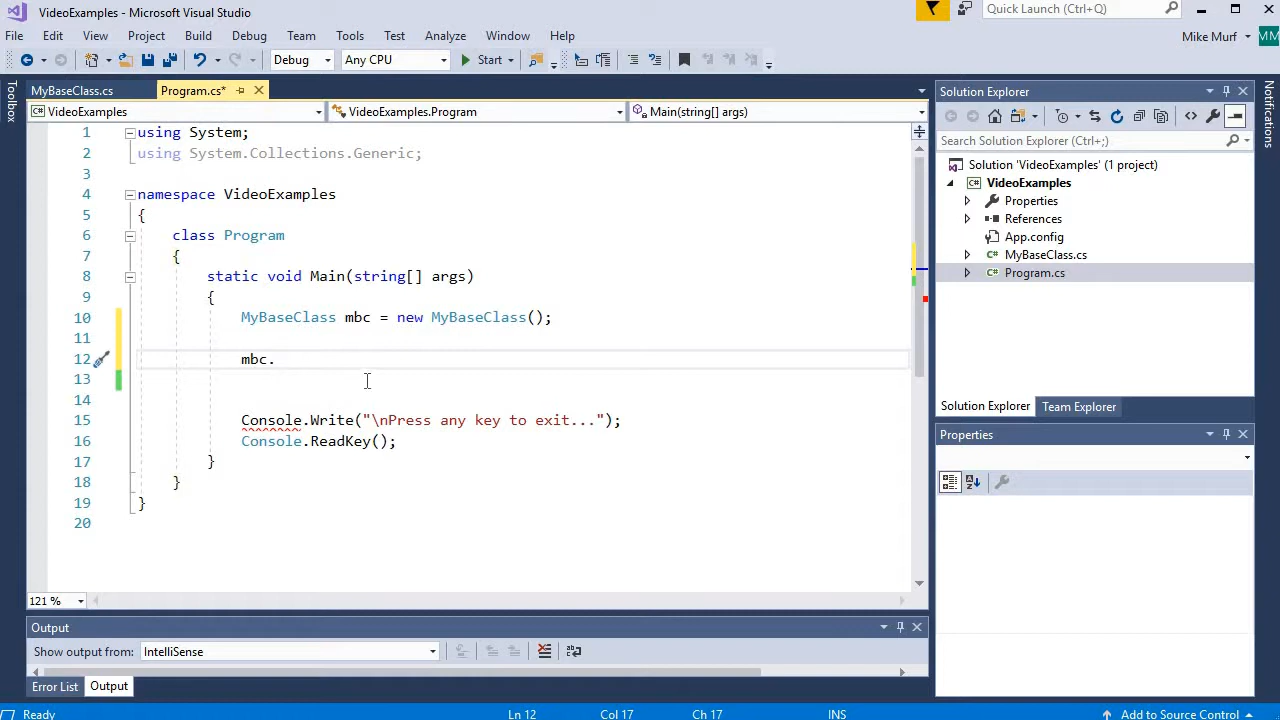 VideoExamples - Microsoft Visual Studio
Quick Launch (Ctrl+Q)
File Edit View Project Build Debug Team Tools Test Analyze Window Help
Mike Murf MM
Debug Any CPU Start
Toolbox
MyBaseClass.cs Program.cs*
VideoExamples VideoExamples.Program Main(string[] args)
1 using System;
2 using System.Collections.Generic;
3
4 namespace VideoExamples
5 {
6 class Program
7 {
8 static void Main(string[] args)
9 {
10 MyBaseClass mbc = new MyBaseClass();
11
12 mbc.
13
14
15 Console.Write("\nPress any key to exit...");
16 Console.ReadKey();
17 }
18 }
19 }
20
121 %
Output
Show output from: IntelliSense
Error List Output
Solution Explorer
Search Solution Explorer (Ctrl+;)
Solution 'VideoExamples' (1 project)
VideoExamples
Properties
References
App.config
MyBaseClass.cs
Program.cs
Solution Explorer Team Explorer
Properties
Notifications
Ready Ln 12 Col 17 Ch 17 INS Add to Source Control